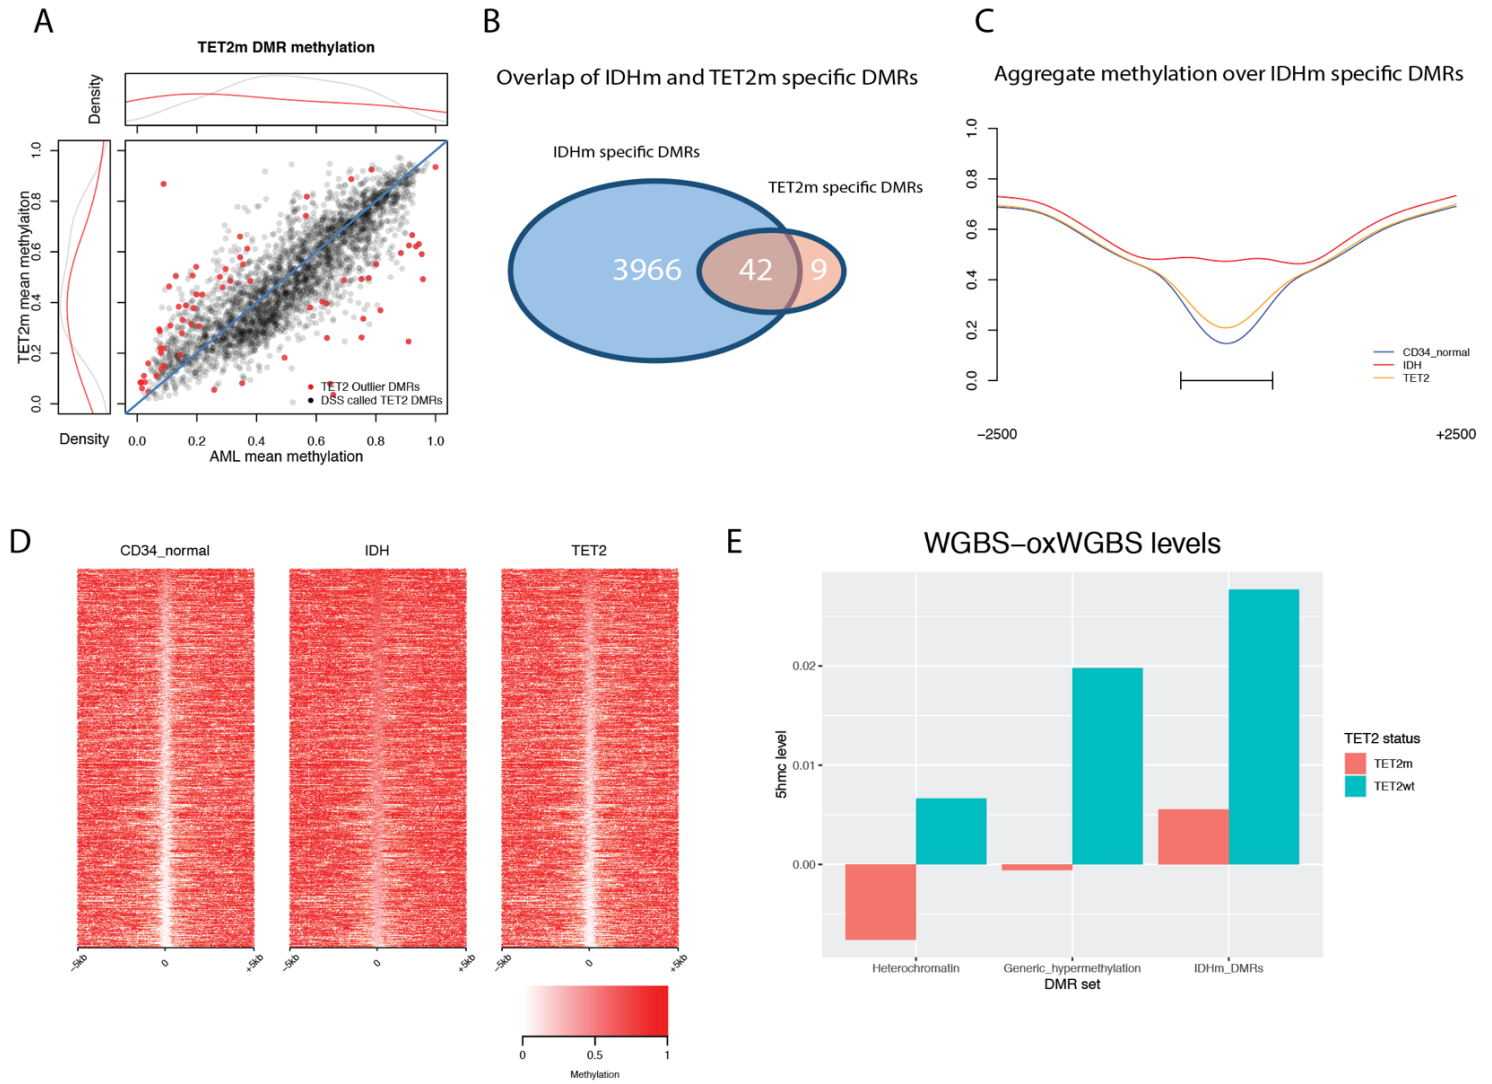 A
TET2m DMR methylation
Density
TET2m mean methylaiton
0.0
0.2
0.4
0.6
0.8
1.0
TET2 Outlier DMRs
DSS called TET2 DMRs
Density
0.0 0.2 0.4 0.6 0.8 1.0
AML mean methylation
B
Overlap of IDHm and TET2m specific DMRs
IDHm specific DMRs
TET2m specific DMRs
3966 42 9
C
Aggregate methylation over IDHm specific DMRs
1.0
0.8
0.6
0.4
0.2
0.0
CD34_normal
IDH
TET2
−2500 +2500
D
CD34_normal IDH TET2
−5kb 0 +5kb −5kb 0 +5kb −5kb 0 +5kb
0 0.5 1
Methylation
E
WGBS−oxWGBS levels
5hmc level
0.02
0.01
0.00
Heterochromatin Generic_hypermethylation IDHm_DMRs
DMR set
TET2 status
TET2m
TET2wt